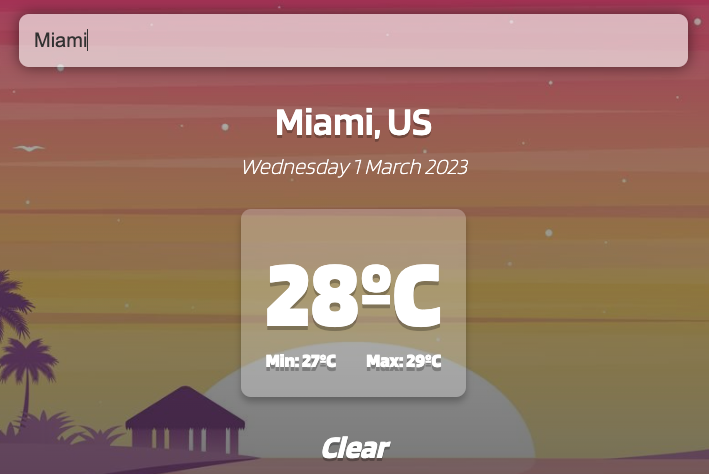 Miami
Miami, US
Wednesday 1 March 2023
28ºC
Min: 27ºC Max: 29ºC
Clear